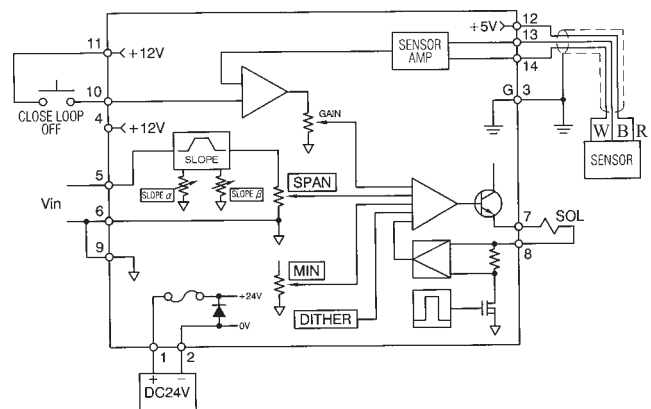 12
+5V
13
11
+12V
SENSOR
AMP
14
10
G
3
CLOSE LOOP
OFF
GAIN
4
+12V
W B R
SENSOR
5
SLOPE
SLOPE α
SLOPE β
SPAN
Vin
6
7
SOL
8
9
MIN
+24V
DITHER
0V
1
2
+
−
DC24V